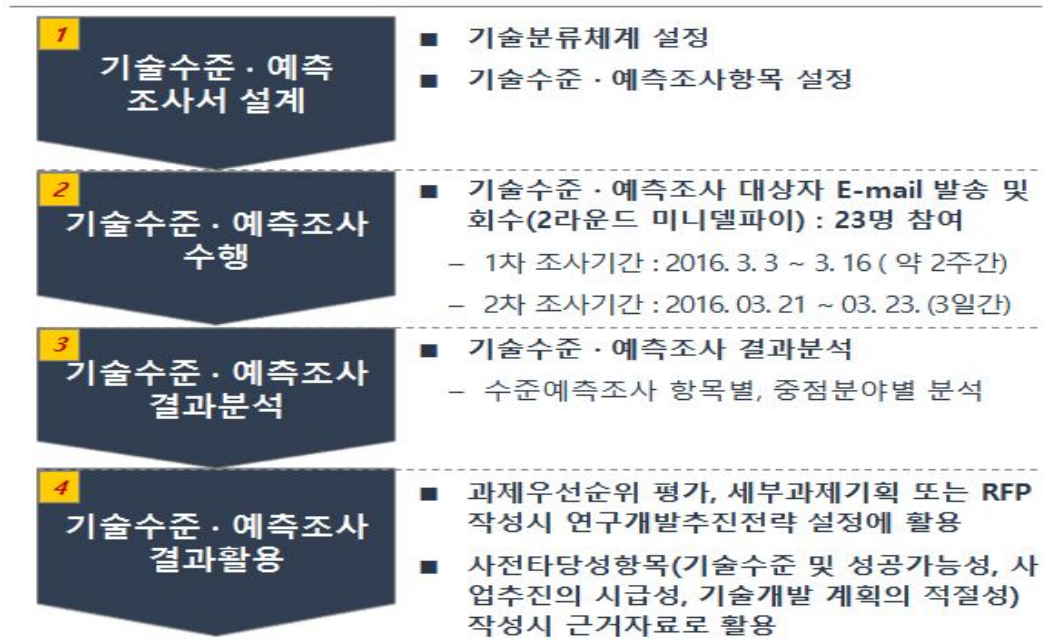 1
기술수준 · 예측
조사서 설계
■ 기술분류체계 설정
■ 기술수준 · 예측조사항목 설정
2
기술수준 · 예측조사
수행
■ 기술수준 · 예측조사 대상자 E-mail 발송 및
회수(2라운드 미니델파이) : 23명 참여
– 1차 조사기간 : 2016. 3. 3 ~ 3. 16 ( 약 2주간)
– 2차 조사기간 : 2016. 03. 21 ~ 03. 23. (3일간)
3
기술수준 · 예측조사
결과분석
■ 기술수준 · 예측조사 결과분석
– 수준예측조사 항목별, 중점분야별 분석
4
기술수준 · 예측조사
결과활용
■ 과제우선순위 평가, 세부과제기획 또는 RFP
작성시 연구개발추진전략 설정에 활용
■ 사전타당성항목(기술수준 및 성공가능성, 사
업추진의 시급성, 기술개발 계획의 적절성)
작성시 근거자료로 활용